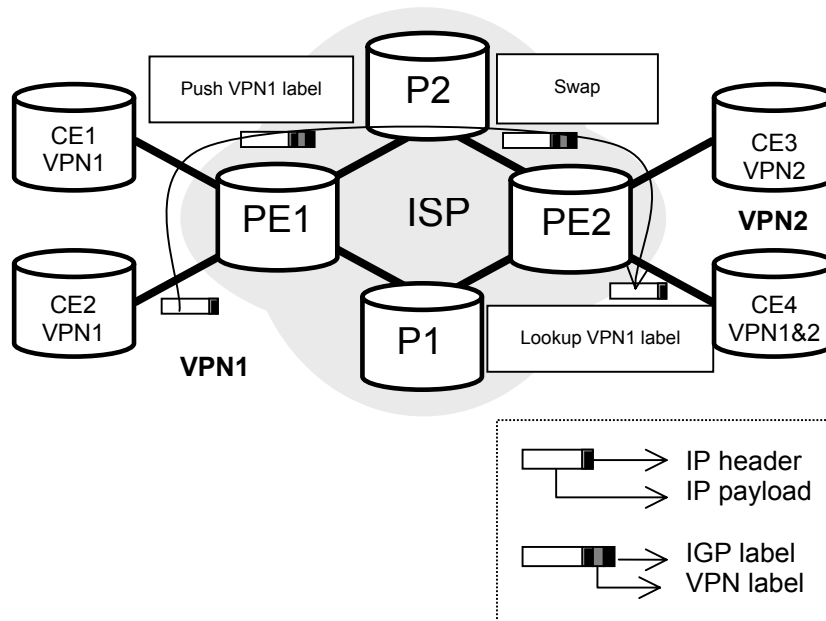 P2
Push VPN1 label
Swap
CE1
VPN1
CE3
VPN2
PE1
ISP
PE2
VPN2
CE2
VPN1
CE4
VPN1&2
P1
Lookup VPN1 label
VPN1
IP header
IP payload
IGP label
VPN label